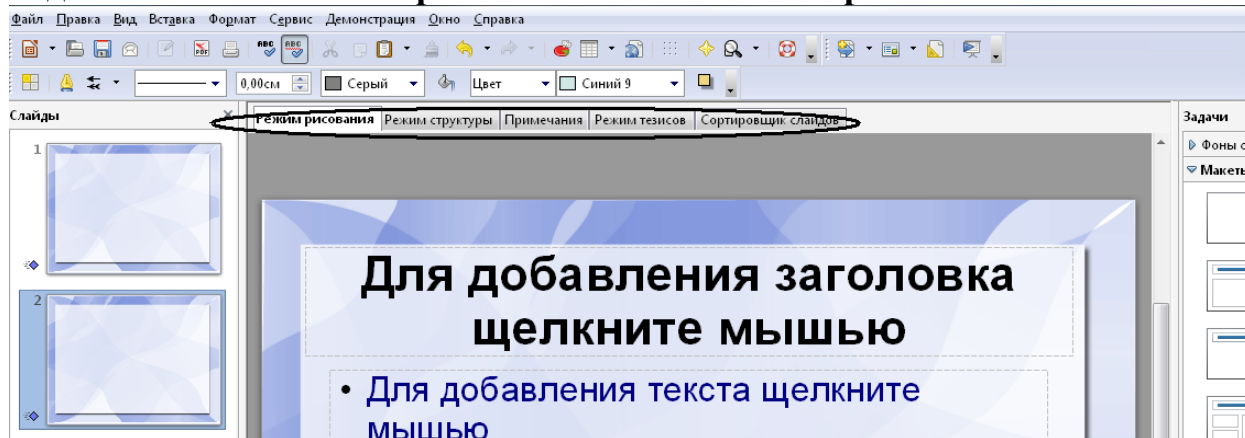 Файл Правка Вид Вставка Формат Сервис Демонстрация Окно Справка
0,00см Серый Цвет Синий 9
Слайды
Режим рисования Режим структуры Примечания Режим тезисов Сортировщик слайдов
Задачи
Фоны
Макеты
1
Для добавления заголовка
щелкните мышью
2
• Для добавления текста щелкните
мышью